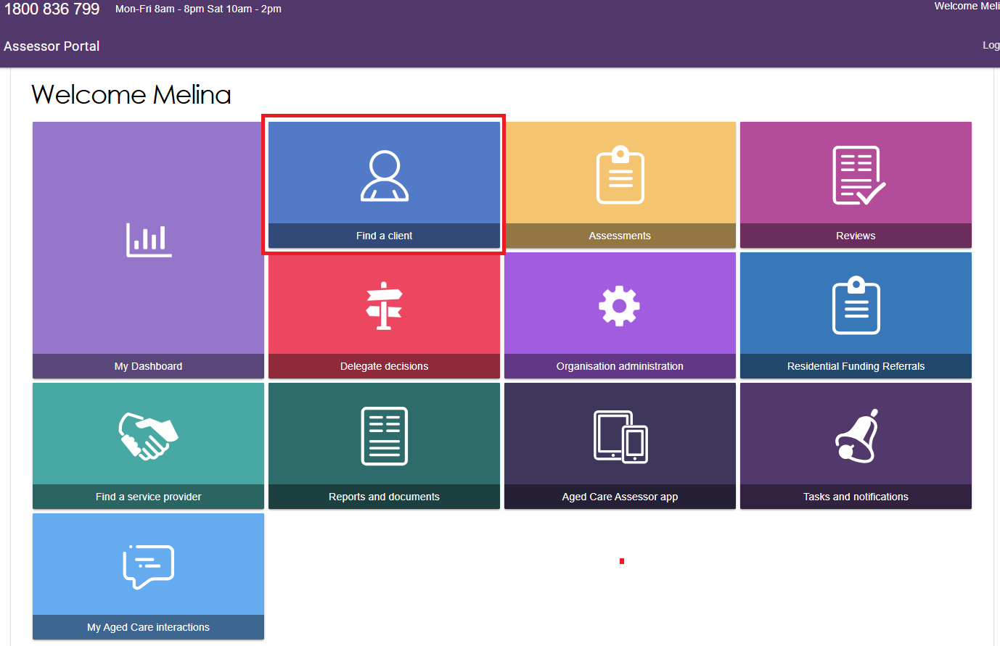 1800 836 799 Mon-Fri 8am - 8pm Sat 10am - 2pm
Welcome Meli
Assessor Portal
Log
Welcome Melina
Find a client
Assessments
Reviews
My Dashboard
Delegate decisions
Organisation administration
Residential Funding Referrals
Find a service provider
Reports and documents
Aged Care Assessor app
Tasks and notifications
My Aged Care interactions